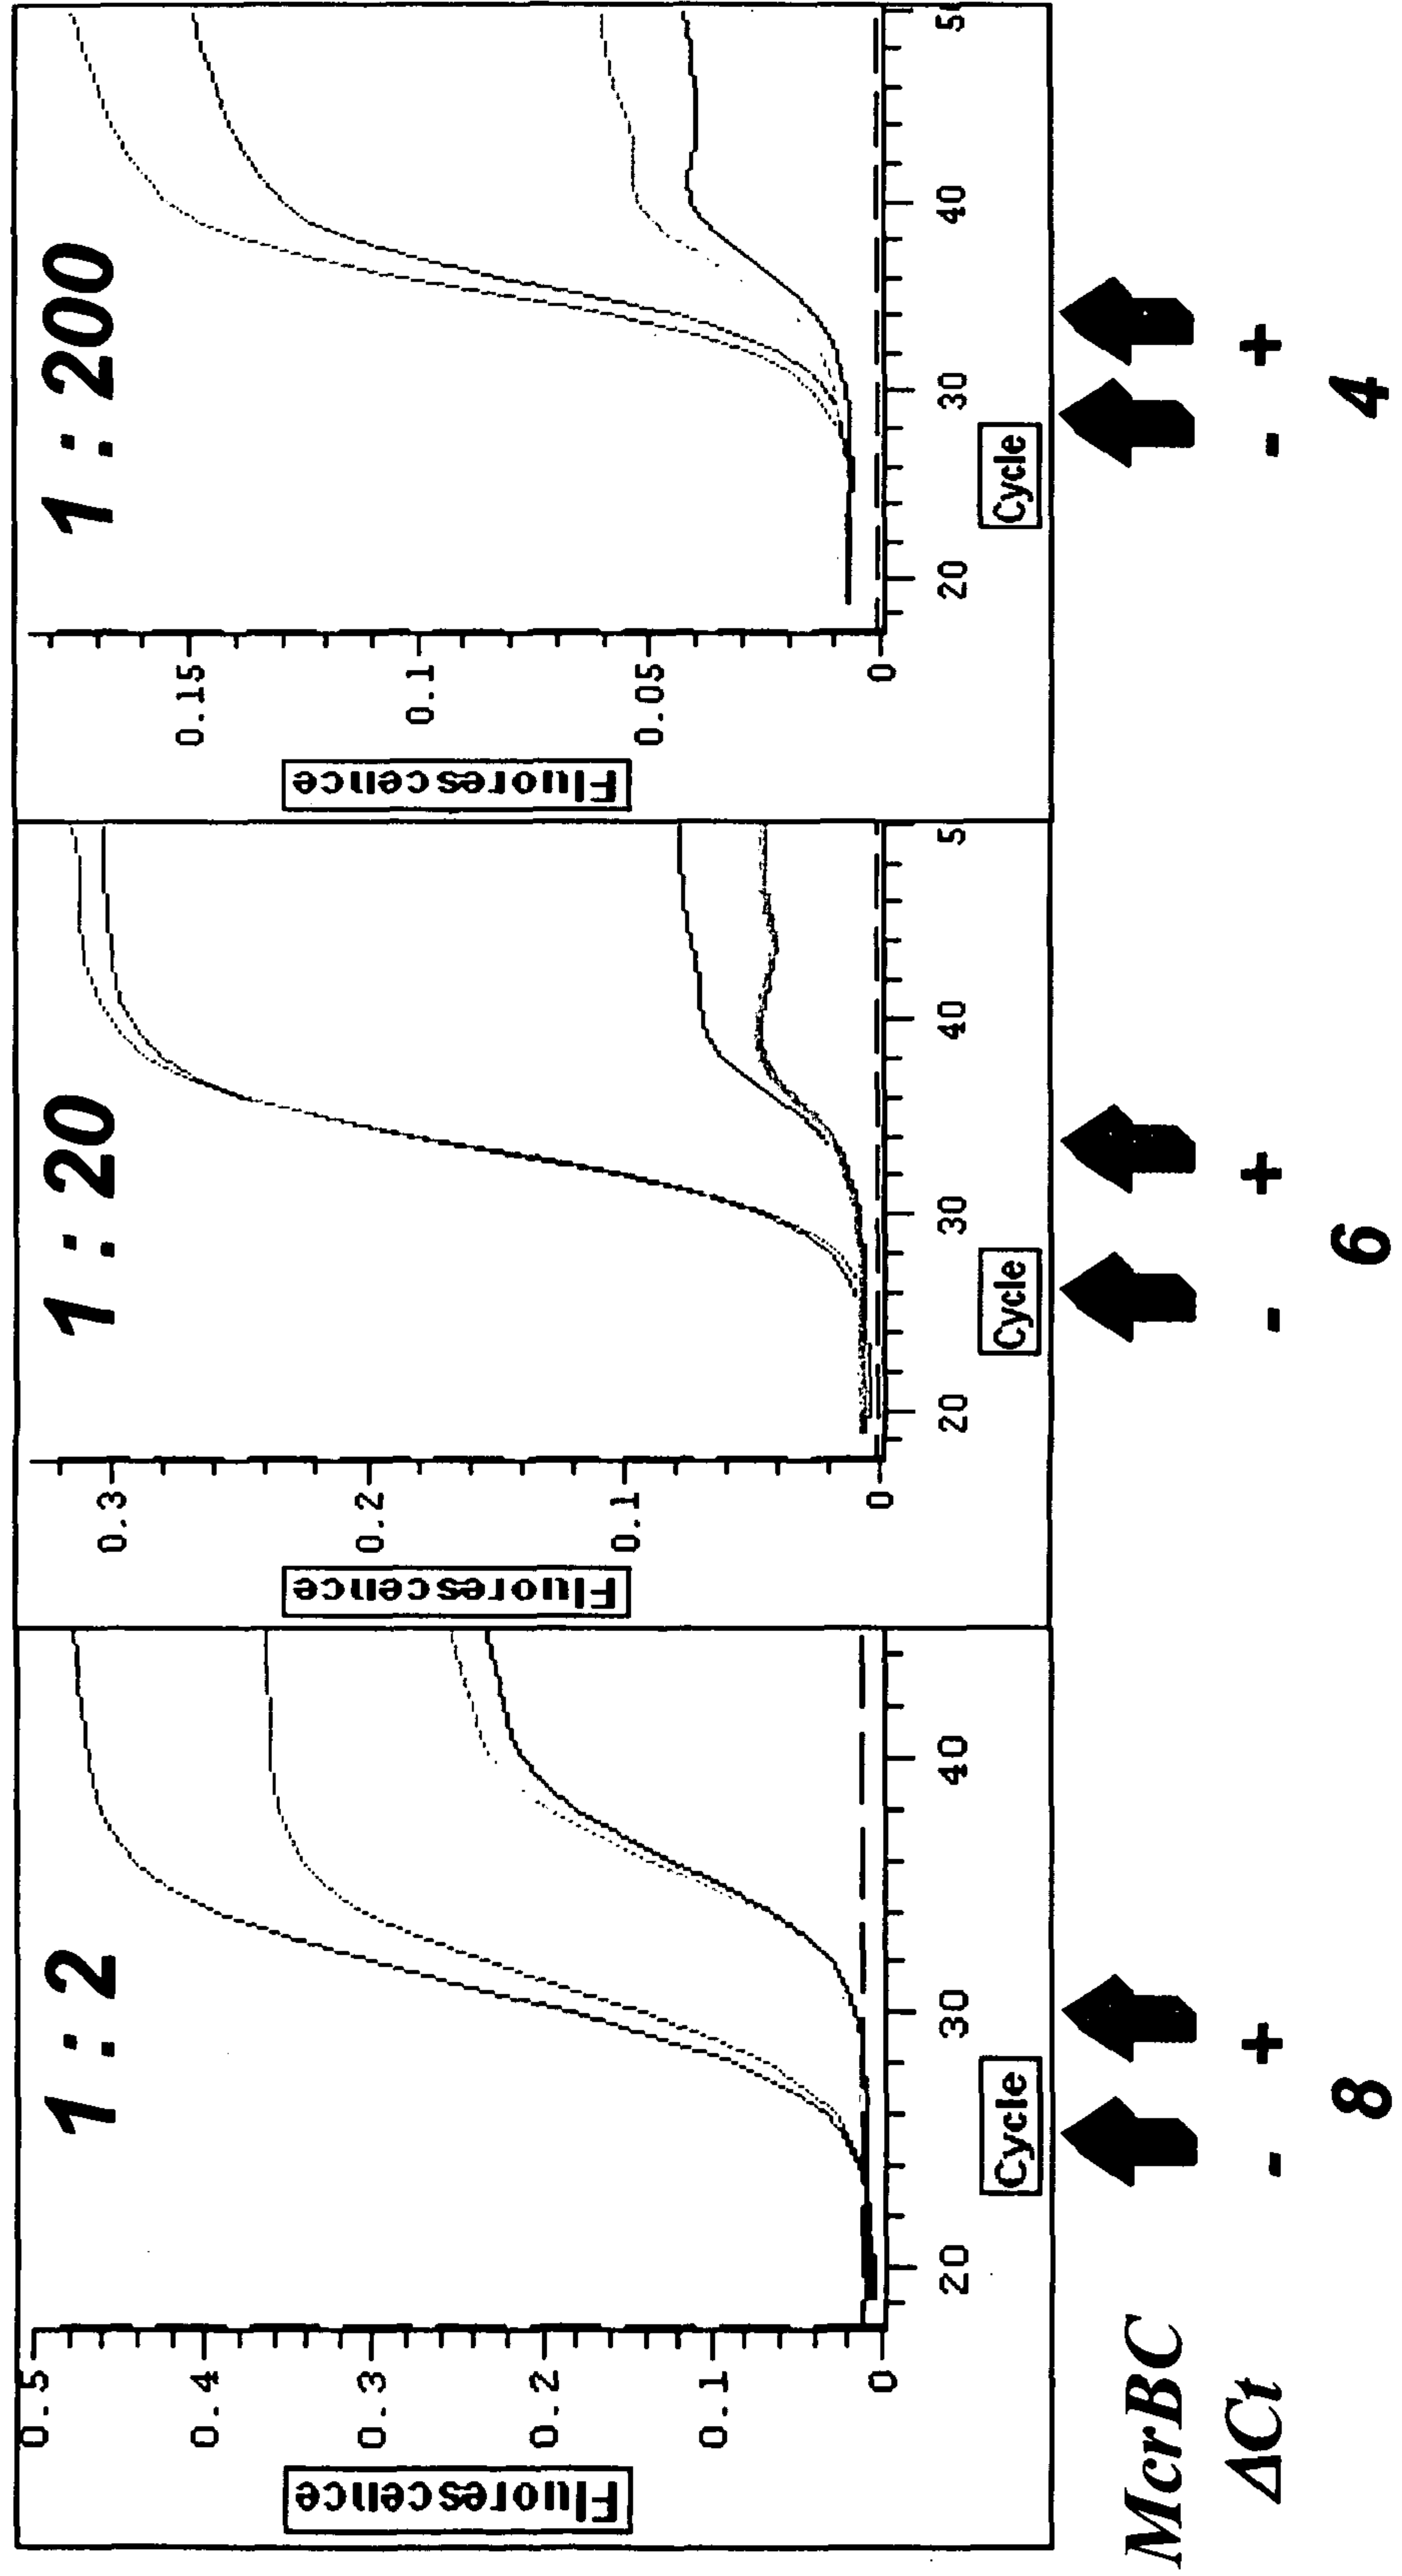 1 : 2
1 : 20
1 : 200
Fluorescence
0.5
0.4
0.3
0.2
0.1
0
20
30
40
Cycle
Fluorescence
0.3
0.2
0.1
0
20
30
40
5
Cycle
Fluorescence
0.15
0.1
0.05
0
20
30
40
5
Cycle
McrBC
- + - + - +
ΔCt
8 6 4